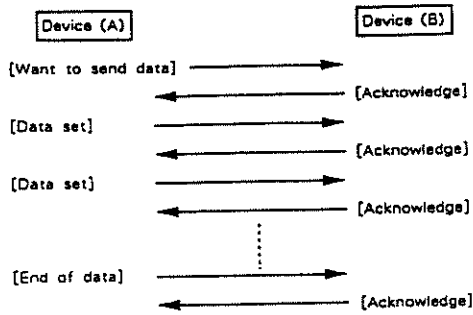 Device (A) Device (B)
[Want to send data]
[Acknowledge]
[Data set]
[Acknowledge]
[Data set]
[Acknowledge]
[End of data]
[Acknowledge]